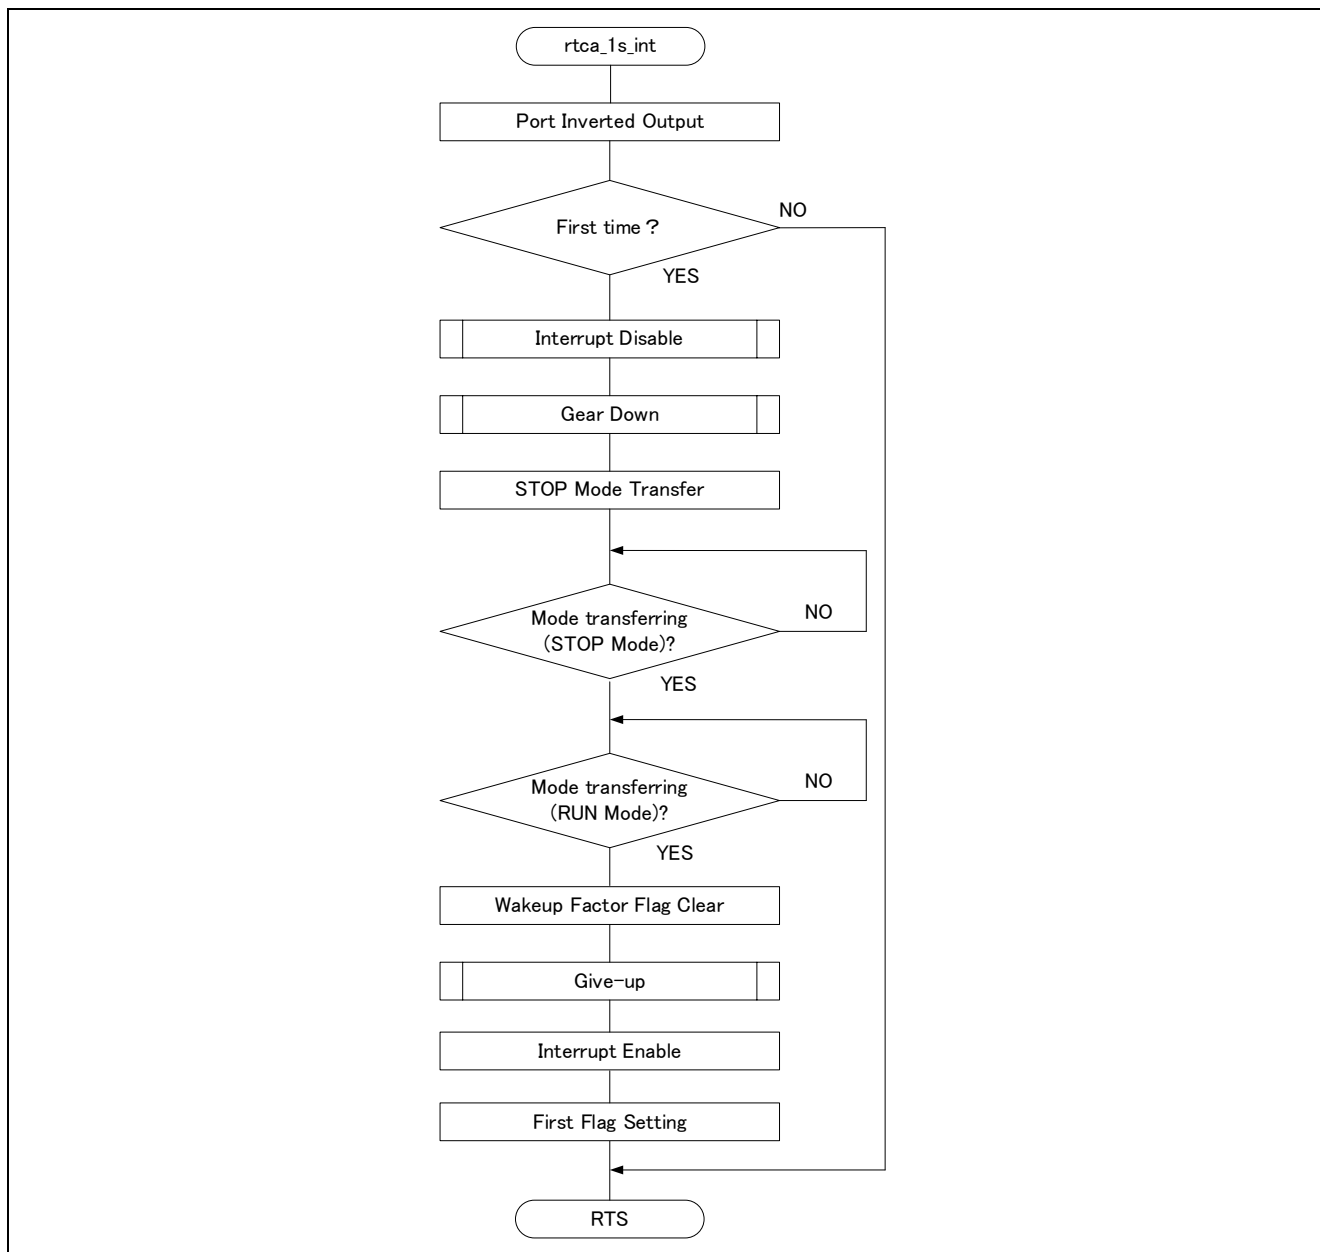 rtca_1s_int
Port Inverted Output
First time?
NO
YES
Interrupt Disable
Gear Down
STOP Mode Transfer
Mode transferring
(STOP Mode)?
NO
YES
Mode transferring
(RUN Mode)?
NO
YES
Wakeup Factor Flag Clear
Give-up
Interrupt Enable
First Flag Setting
RTS